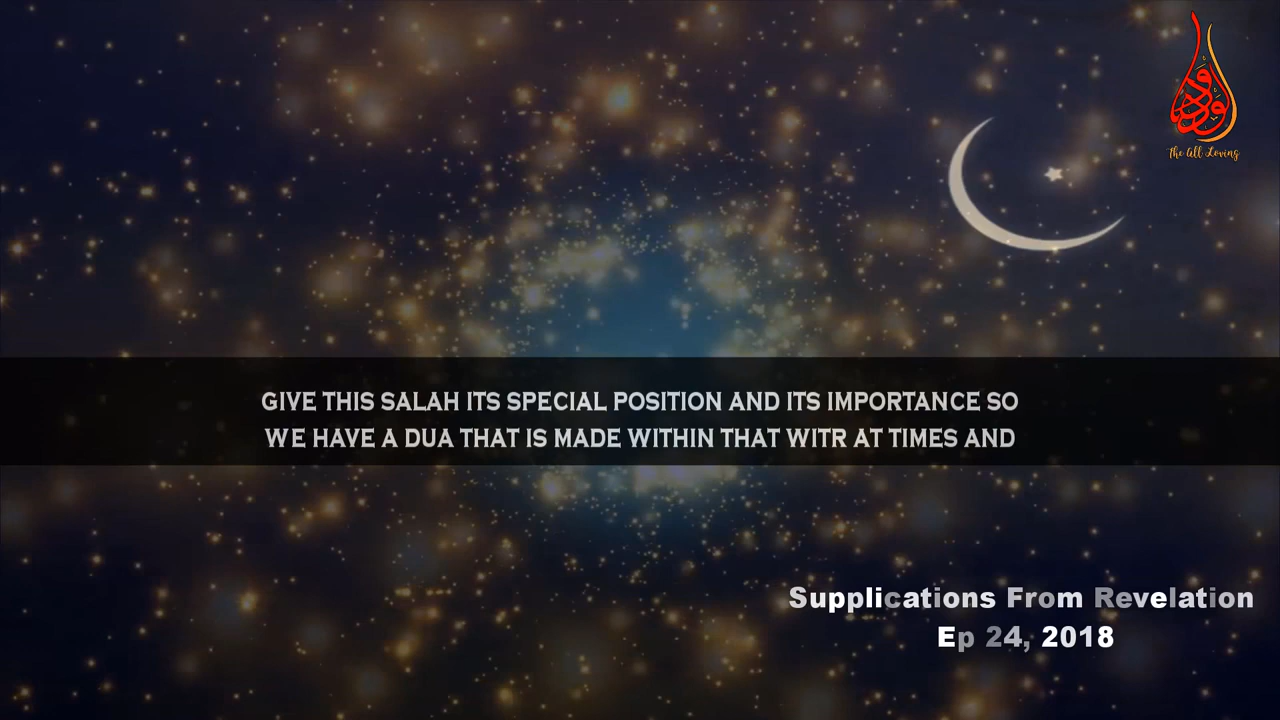 الودود
The All Loving
GIVE THIS SALAH ITS SPECIAL POSITION AND ITS IMPORTANCE SO
WE HAVE A DUA THAT IS MADE WITHIN THAT WITR AT TIMES AND
Supplications From Revelation
Ep 24, 2018